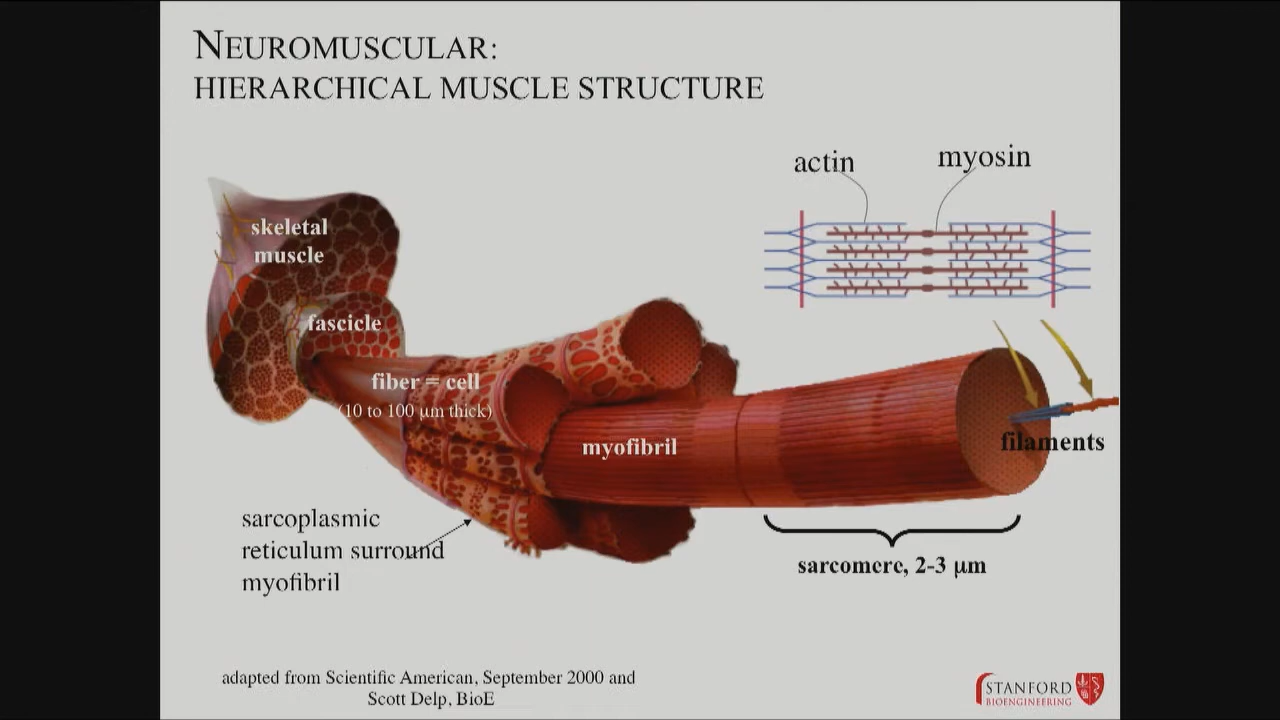 NEUROMUSCULAR:
HIERARCHICAL MUSCLE STRUCTURE
actin
myosin
skeletal
muscle
fascicle
fiber = cell
(10 to 100 µm thick)
myofibril
filaments
sarcoplasmic
reticulum surround
myofibril
sarcomere, 2-3 µm
adapted from Scientific American, September 2000 and
Scott Delp, BioE
STANFORD
BIOENGINEERING